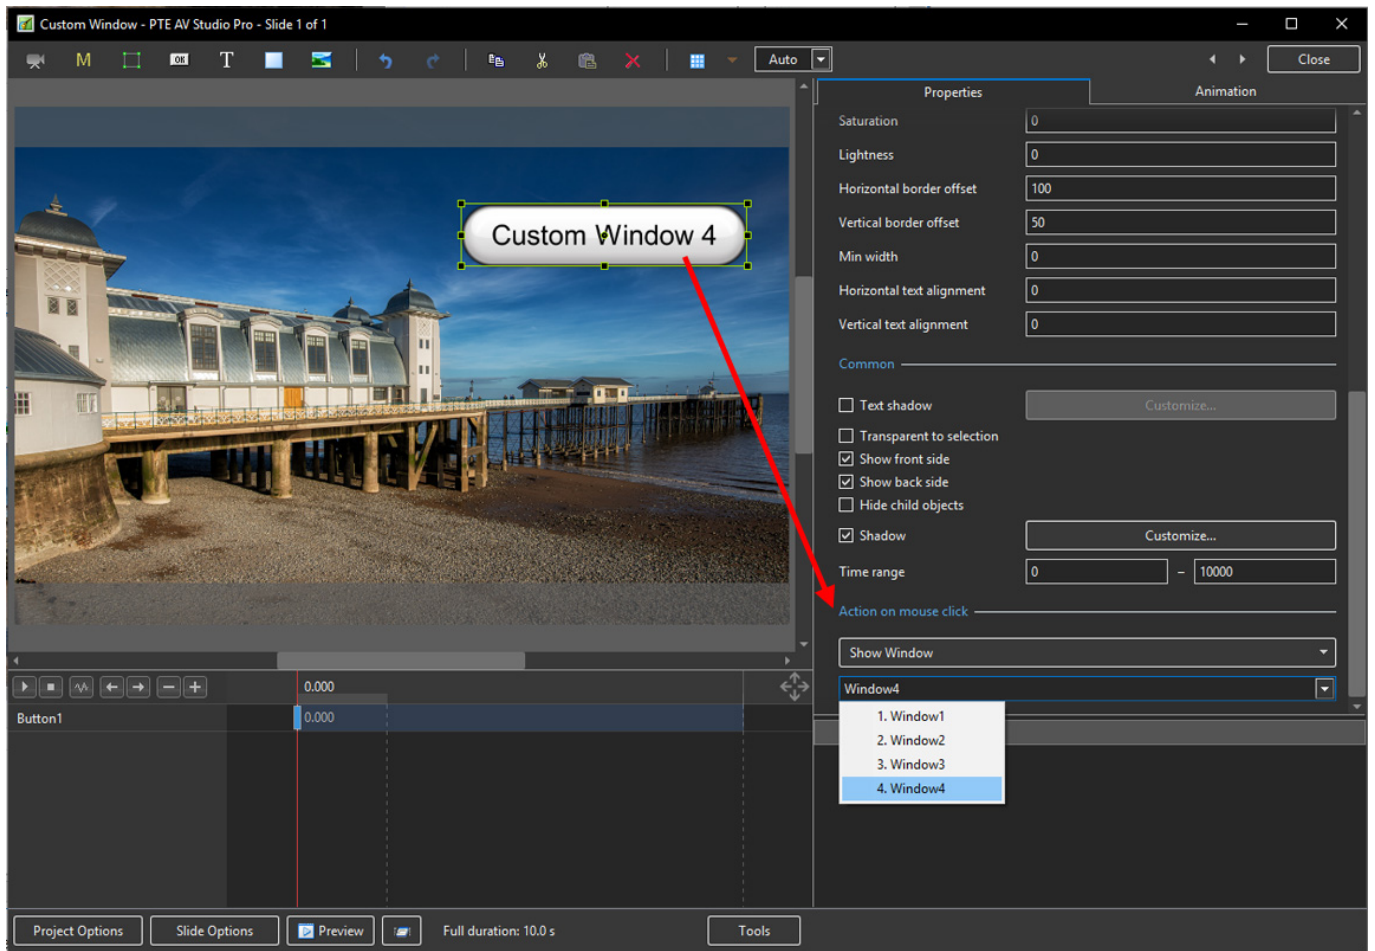 Custom Window - PTE AV Studio Pro - Slide 1 of 1
M OK T Auto Close
Properties Animation
Saturation 0
Lightness 0
Horizontal border offset 100
Vertical border offset 50
Min width 0
Horizontal text alignment 0
Vertical text alignment 0
Custom Window 4
Common
Text shadow Customize...
Transparent to selection
Show front side
Show back side
Hide child objects
Shadow Customize...
Time range 0 – 10000
Action on mouse click
Show Window
Window4
1. Window1
2. Window2
3. Window3
4. Window4
0.000
Button1 0.000
Project Options Slide Options Preview Full duration: 10.0 s Tools